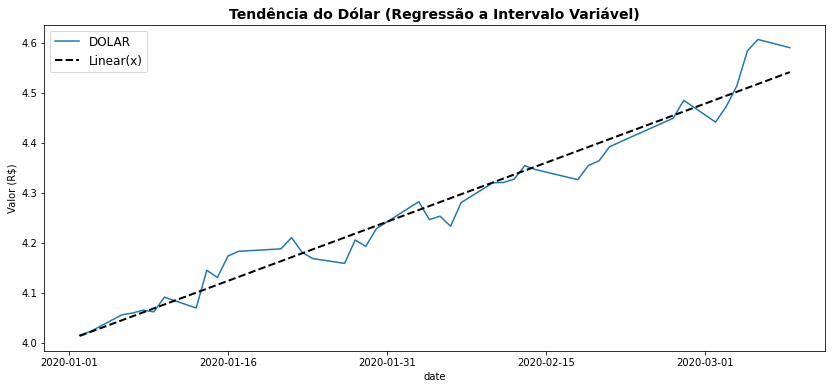 Tendência do Dólar (Regressão a Intervalo Variável)
DOLAR
Linear(x)
Valor (R$)
4.6
4.5
4.4
4.3
4.2
4.1
4.0
2020-01-01 2020-01-16 2020-01-31 2020-02-15 2020-03-01
date